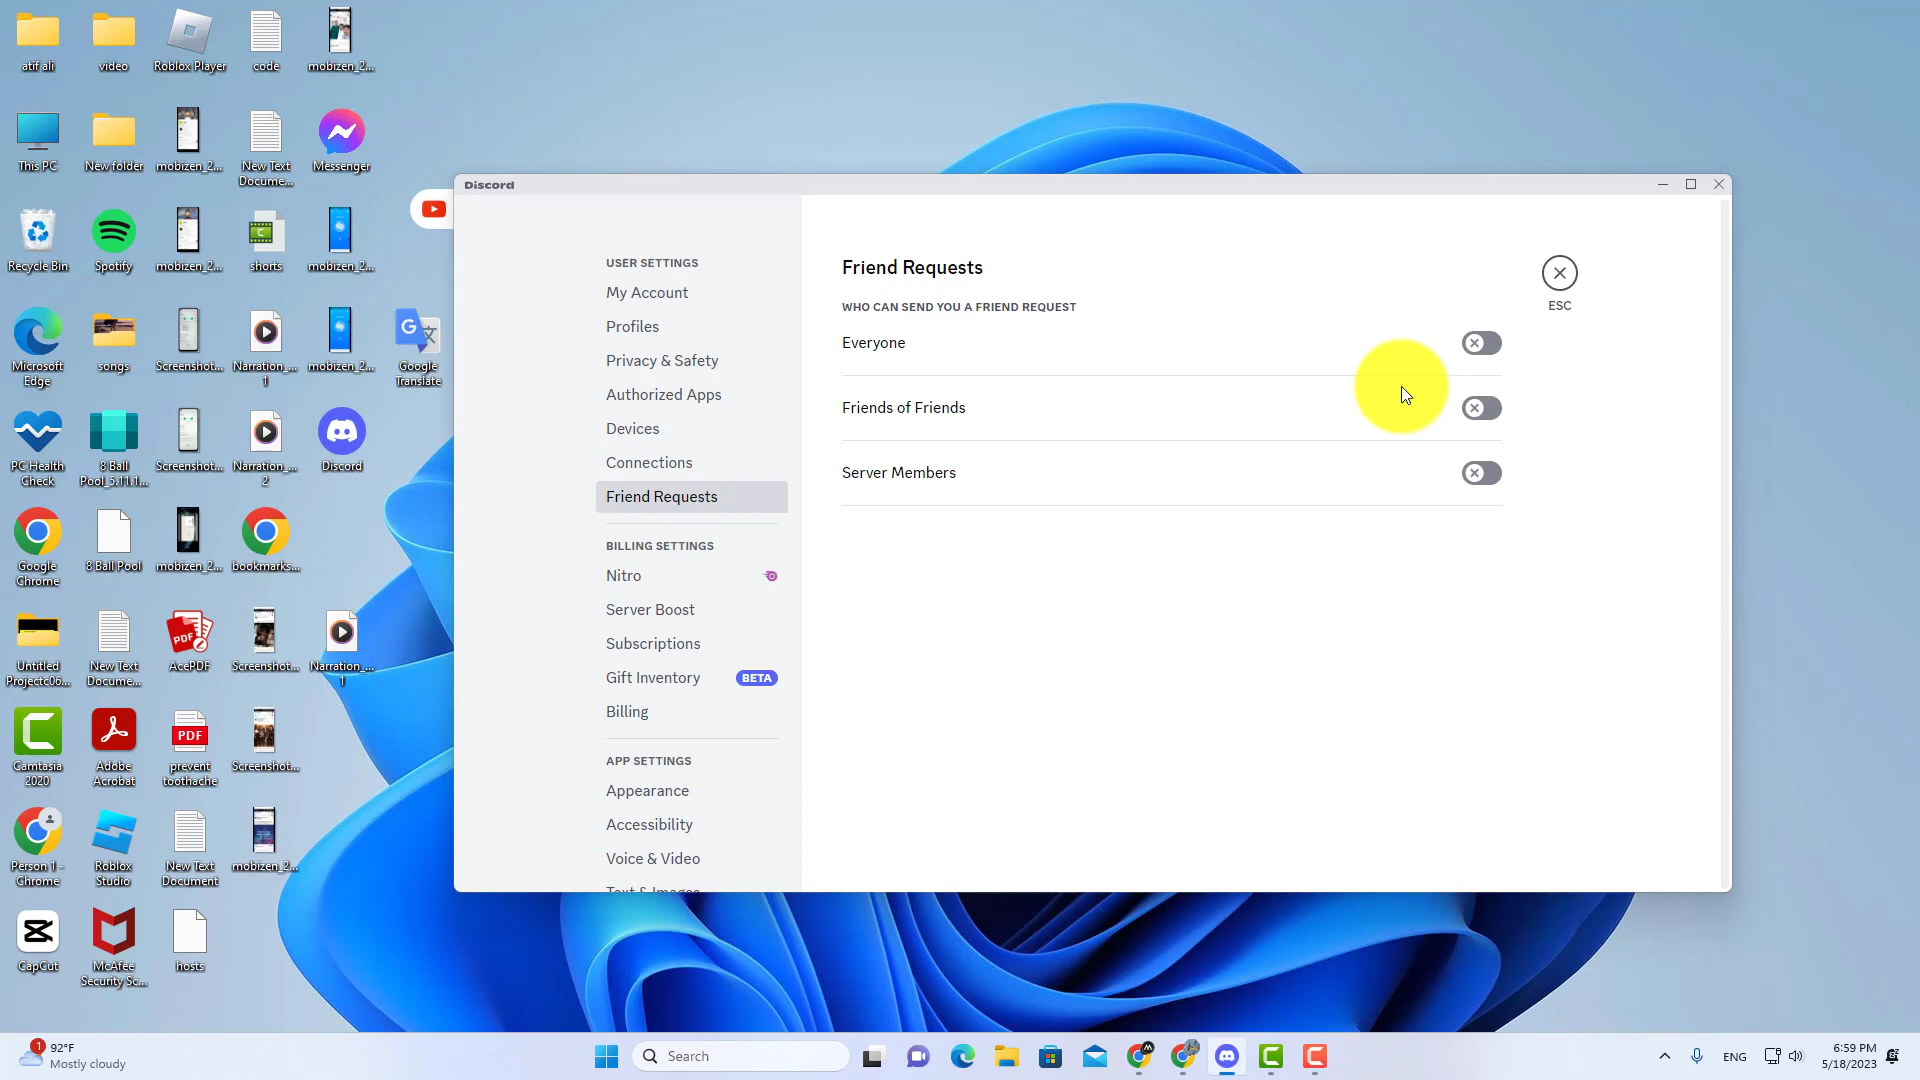 atif ali
video
Roblox Player
code
mobizen_2...
This PC
New folder
mobizen_2...
New Text
Docume...
Messenger
Recycle Bin
Spotify
mobizen_2...
shorts
mobizen_2...
Microsoft
Edge
songs
Screenshot...
Narration_...
1
mobizen_2...
Google
Translate
PC Health
Check
8 Ball
Pool_5.11.1...
Screenshot...
Narration_...
2
Discord
Google
Chrome
8 Ball Pool
mobizen_2...
bookmarks...
Untitled
Projectc06...
New Text
Docume...
AcePDF
Screenshot...
Narration_...
1
Camtasia
2020
Adobe
Acrobat
PDF
prevent
toothache
Screenshot...
Person 1 -
Chrome
Roblox
Studio
New Text
Document
mobizen_2...
CapCut
McAfee
Security Sc...
hosts
Discord
USER SETTINGS
My Account
Profiles
Privacy & Safety
Authorized Apps
Devices
Connections
Friend Requests
BILLING SETTINGS
Nitro
Server Boost
Subscriptions
Gift Inventory
BETA
Billing
APP SETTINGS
Appearance
Accessibility
Voice & Video
Text & Images
Friend Requests
WHO CAN SEND YOU A FRIEND REQUEST
Everyone
Friends of Friends
Server Members
ESC
1
92°F
Mostly cloudy
Search
ENG
6:59 PM
5/18/2023